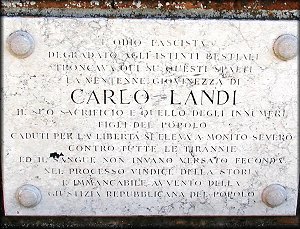 L'ODIO FASCISTA
DEGRADATO AGLI ISTINTI BESTIALI
TRONCAVA QUI SU QUESTI SPALTI
LA VENTENNE GIOVINEZZA DI
CARLO LANDI
IL SUO SACRIFICIO E QUELLO DEGLI INNUMERI
FIGLI DEL POPOLO
CADUTI PER LA LIBERTÀ SI ELEVA A MONITO SEVERO
CONTRO TUTTE LE TIRANNIE
ED IL SANGUE NON INVANO VERSATO FECONDA
NEL PROCESSO VINDICE DELLA STORIA
L'IMMANCABILE AVVENTO DELLA
GIUSTIZIA REPUBBLICANA DEL POPOLO